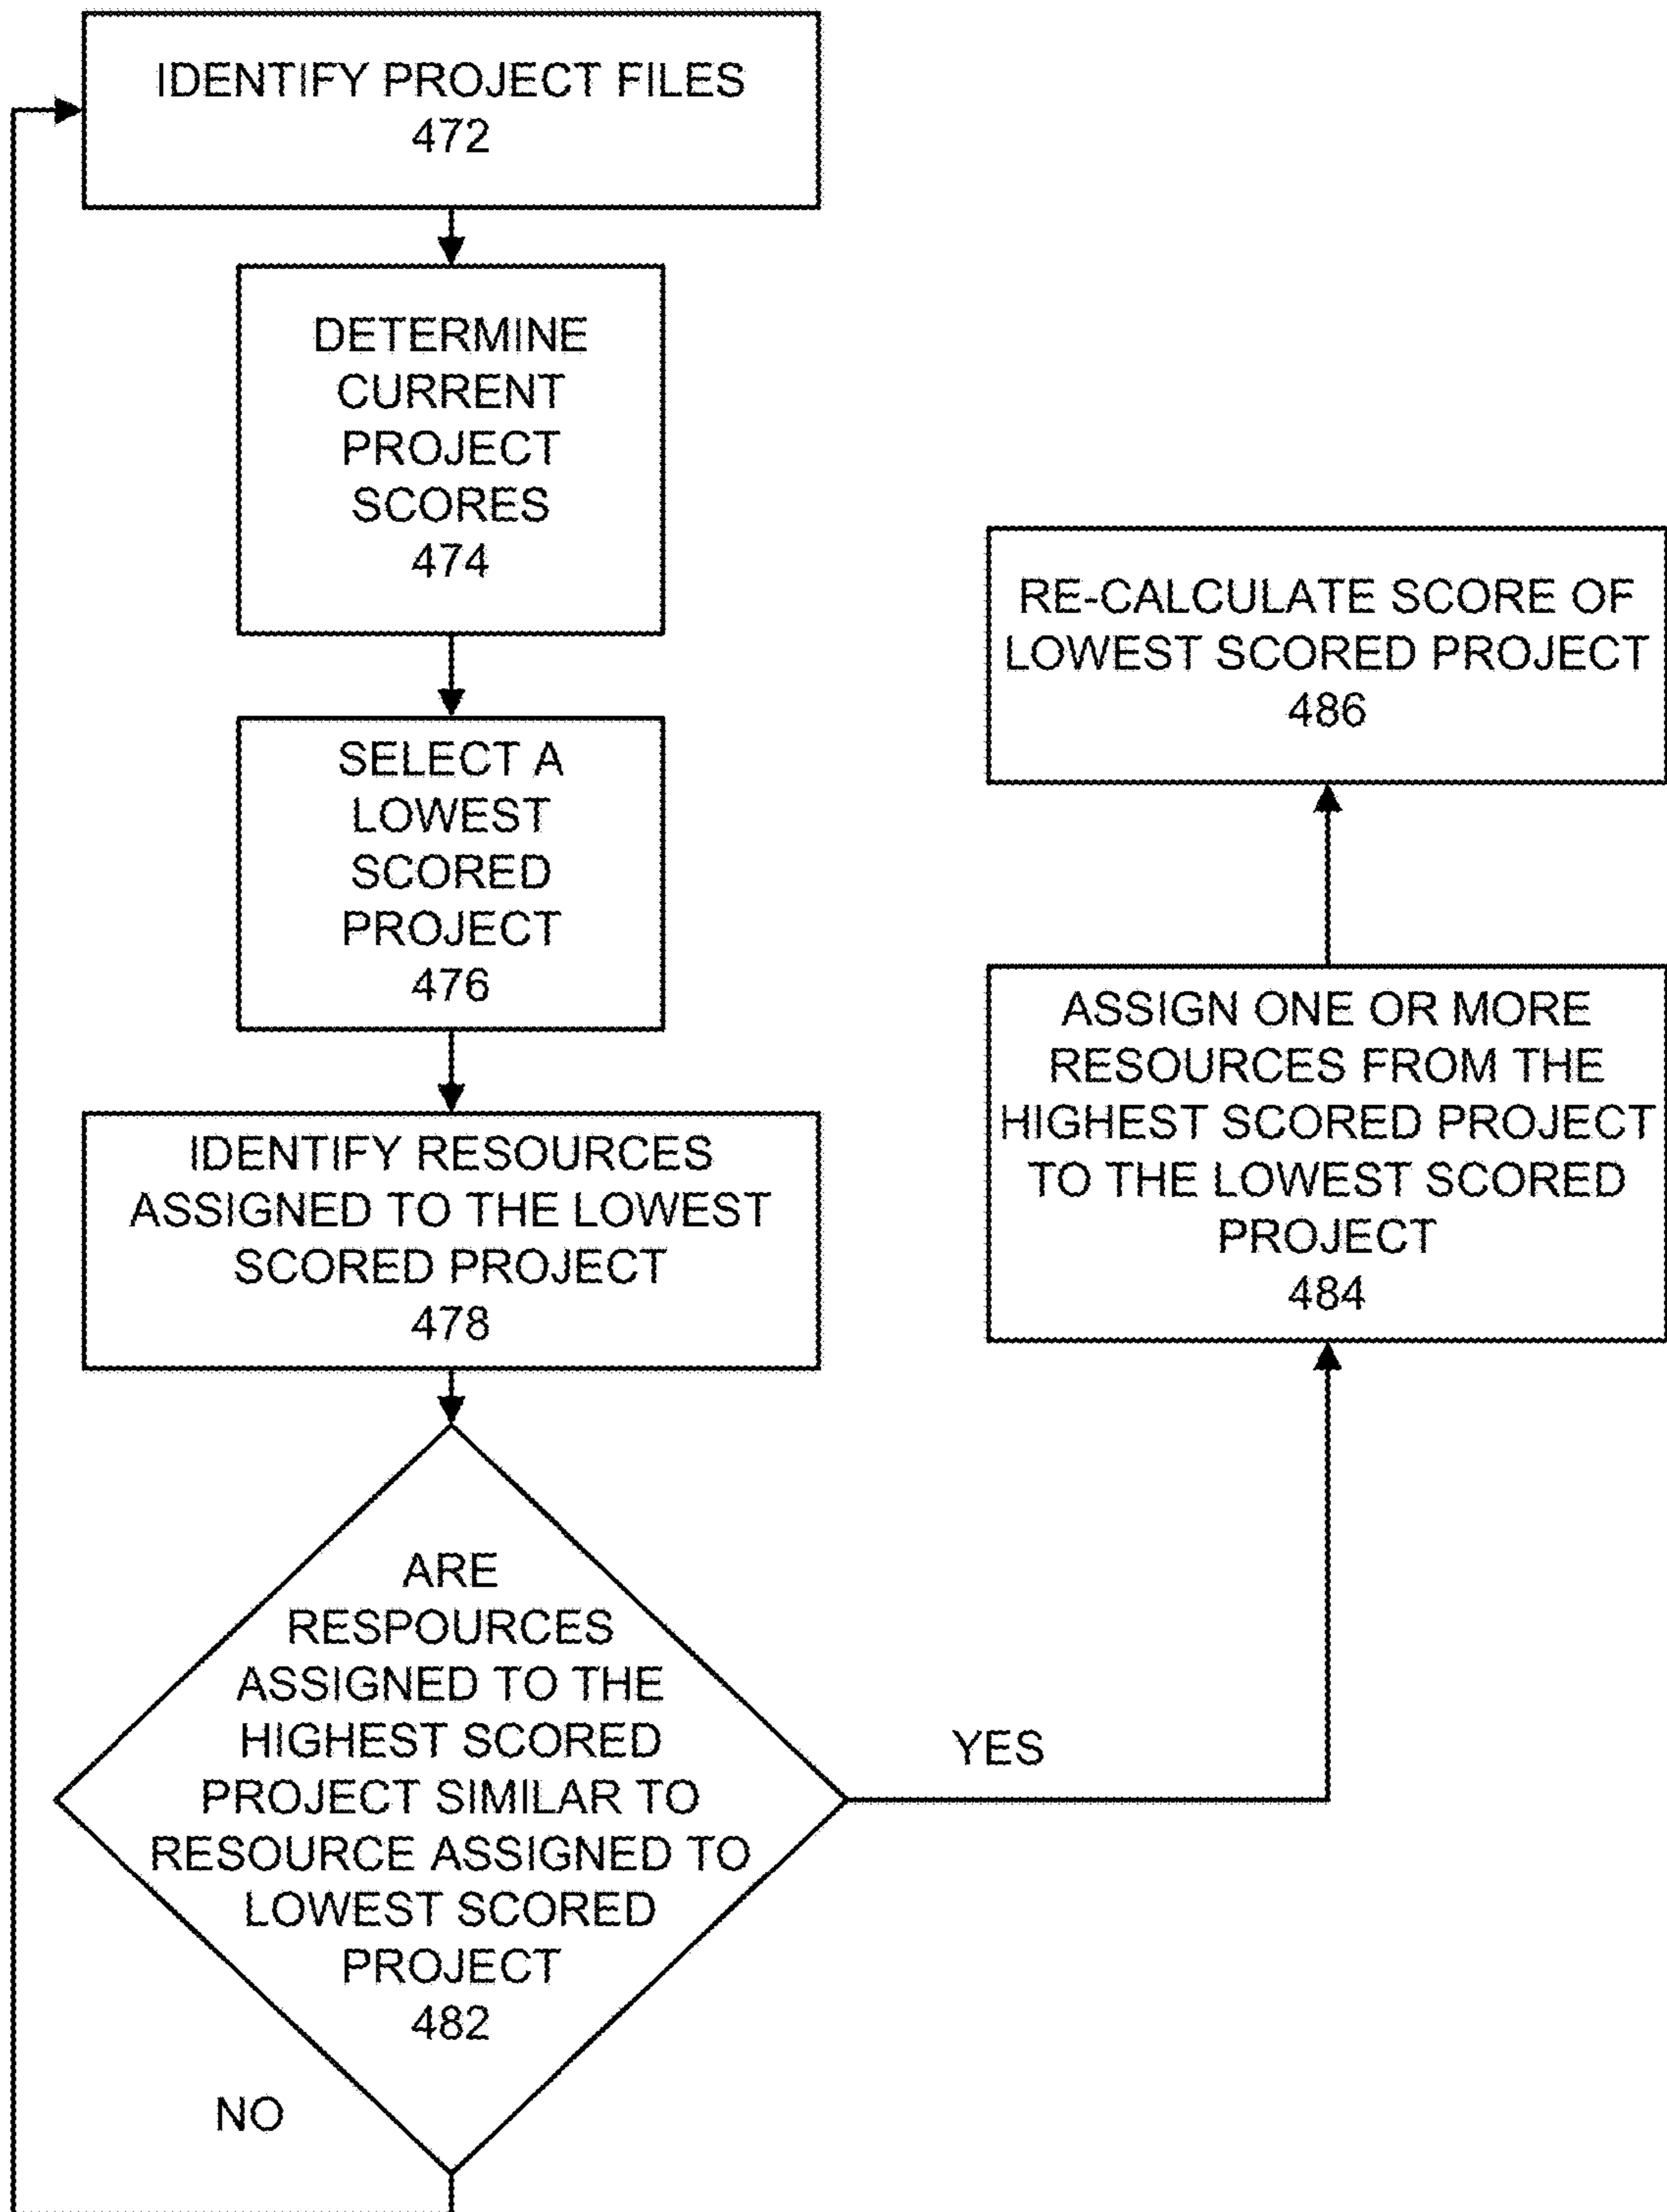 IDENTIFY PROJECT FILES
472
DETERMINE
CURRENT
PROJECT
SCORES
474
SELECT A
LOWEST
SCORED
PROJECT
476
IDENTIFY RESOURCES
ASSIGNED TO THE LOWEST
SCORED PROJECT
478
ARE
RESPOURCES
ASSIGNED TO THE
HIGHEST SCORED
PROJECT SIMILAR TO
RESOURCE ASSIGNED TO
LOWEST SCORED
PROJECT
482
NO
YES
ASSIGN ONE OR MORE
RESOURCES FROM THE
HIGHEST SCORED PROJECT
TO THE LOWEST SCORED
PROJECT
484
RE-CALCULATE SCORE OF
LOWEST SCORED PROJECT
486